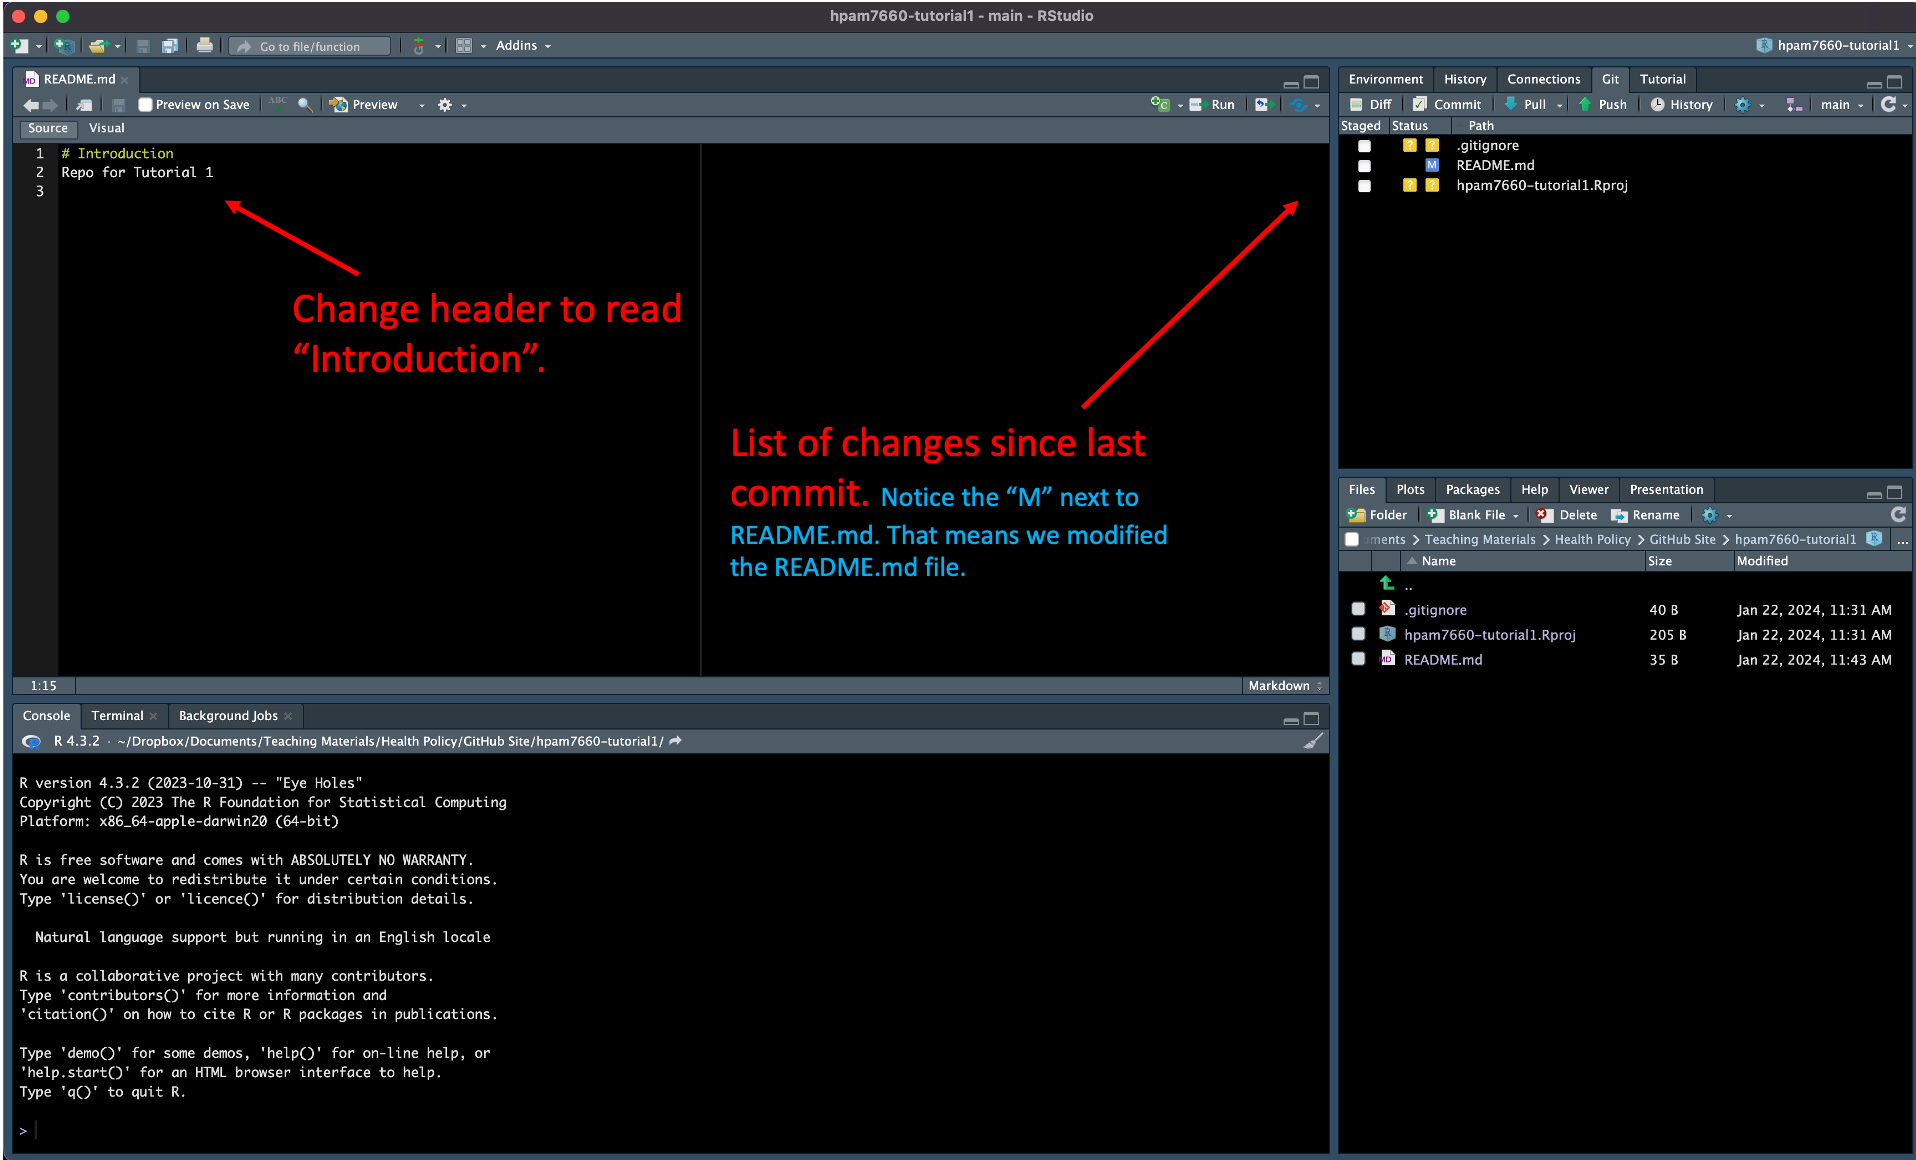 hpam7660-tutorial1 - main - RStudio
Go to file/function
Addins
hpam7660-tutorial1
README.md
Preview on Save
ABC
Preview
Run
Source
Visual
1
# Introduction
2
Repo for Tutorial 1
3
Change header to read
“Introduction”.
List of changes since last
commit. Notice the “M” next to
README.md. That means we modified
the README.md file.
1:15
Markdown
Environment
History
Connections
Git
Tutorial
Diff
Commit
Pull
Push
History
main
Staged
Status
Path
? ? .gitignore
M README.md
? ? hpam7660-tutorial1.Rproj
Files
Plots
Packages
Help
Viewer
Presentation
Folder
Blank File
Delete
Rename
uments > Teaching Materials > Health Policy > GitHub Site > hpam7660-tutorial1
...
Name
Size
Modified
..
.gitignore 40 B Jan 22, 2024, 11:31 AM
hpam7660-tutorial1.Rproj 205 B Jan 22, 2024, 11:31 AM
README.md 35 B Jan 22, 2024, 11:43 AM
Console
Terminal
Background Jobs
R 4.3.2 · ~/Dropbox/Documents/Teaching Materials/Health Policy/GitHub Site/hpam7660-tutorial1/
R version 4.3.2 (2023-10-31) -- "Eye Holes"
Copyright (C) 2023 The R Foundation for Statistical Computing
Platform: x86_64-apple-darwin20 (64-bit)
R is free software and comes with ABSOLUTELY NO WARRANTY.
You are welcome to redistribute it under certain conditions.
Type 'license()' or 'licence()' for distribution details.
Natural language support but running in an English locale
R is a collaborative project with many contributors.
Type 'contributors()' for more information and
'citation()' on how to cite R or R packages in publications.
Type 'demo()' for some demos, 'help()' for on-line help, or
'help.start()' for an HTML browser interface to help.
Type 'q()' to quit R.
>